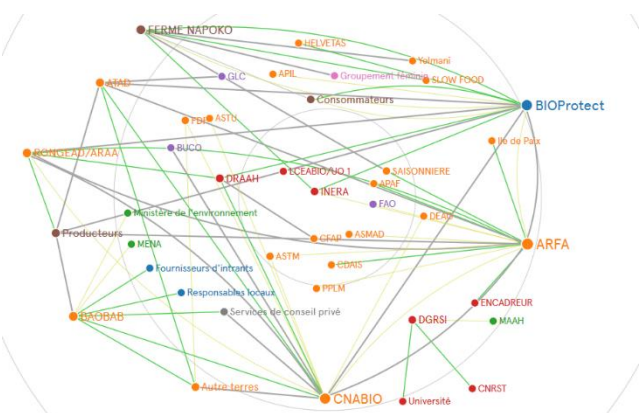 FERME NAPOKO
HELVETAS
Yelmani
GLC
APIL
Groupement féminin
SLOW FOOD
ATAD
Consommateurs
BIOProtect
FDI
ASTU
Ile de Paix
BUCO
RONGEAD/ARAA
LCEABIO/UO 1
SAISONNIERE
DRAAH
APAF
INERA
FAO
Ministère de l'environnement
DEAD
Producteurs
CFAP
ASMAD
MENA
ARFA
ASTM
CDAIS
Fournisseurs d'intrants
PPLM
Responsables locaux
ENCADREUR
BAOBAB
Services de conseil privé
DGRSI
MAAH
Autre terres
CNRST
CNABIO
Université